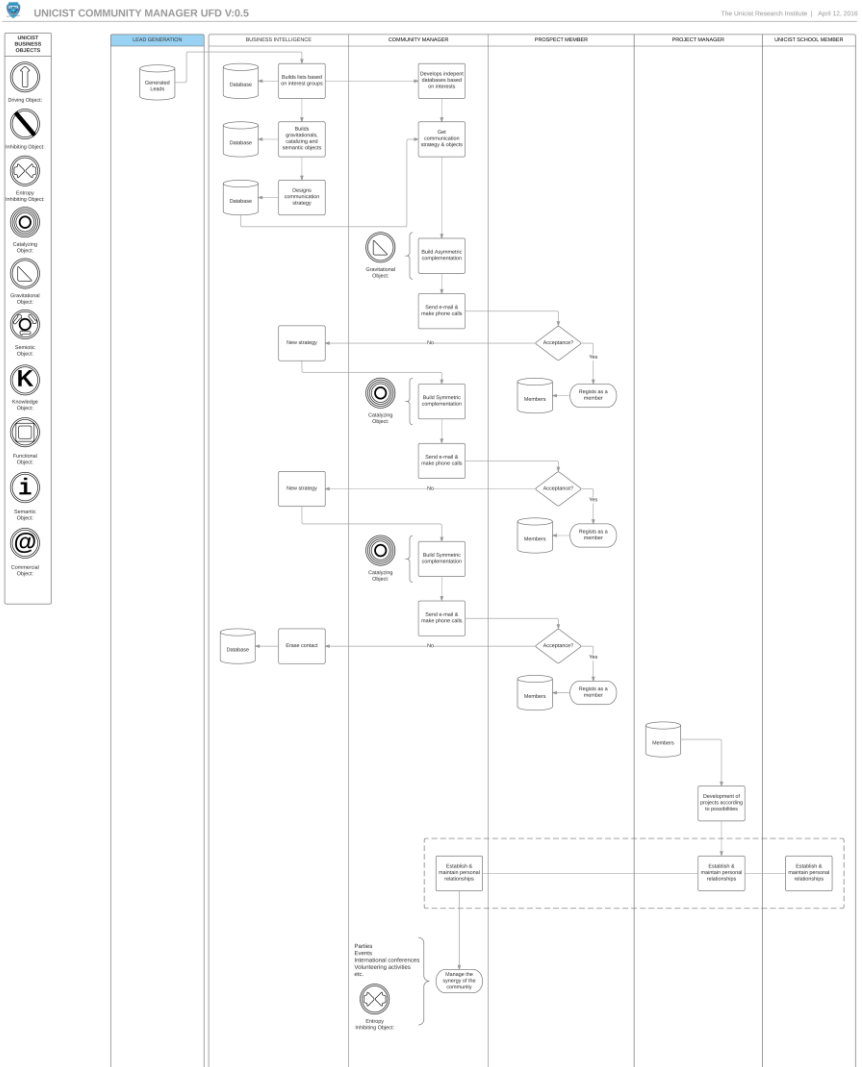 UNICIST COMMUNITY MANAGER UFD V:0.5
The Unicist Research Institute | April 12, 2016
UNICIST
BUSINESS
OBJECTS
Driving Object:
Inhibiting Object:
Entropy
Inhibiting Object:
Catalyzing
Object:
Gravitational
Object:
Semiotic
Object:
K
Knowledge
Object:
Functional
Object:
i
Semantic
Object:
@
Commercial
Object:
LEAD GENERATION
BUSINESS INTELLIGENCE
COMMUNITY MANAGER
PROSPECT MEMBER
PROJECT MANAGER
UNICIST SCHOOL MEMBER
Generated
Leads
Database
Builds lists based
on interest groups
Develops indepent
databases based
on interests
Database
Builds
gravitationals,
catalizing and
semantic objects
Get
communication
strategy & objects
Database
Designs
communication
strategy
Gravitational
Object:
Build Asymmetric
complementation
Send e-mail &
make phone calls
New strategy
No
Acceptance?
Yes
Members
Regists as a
member
Catalyzing
Object:
Build Symmetric
complementation
Send e-mail &
make phone calls
New strategy
No
Acceptance?
Yes
Members
Regists as a
member
Catalyzing
Object:
Build Symmetric
complementation
Send e-mail &
make phone calls
Database
Erase contact
No
Acceptance?
Yes
Members
Regists as a
member
Members
Development of
projects according
to possibilities
Establish &
maintain personal
relationships
Establish &
maintain personal
relationships
Establish &
maintain personal
relationships
Parties
Events
International conferences
Volunteering activities
etc.
Manage the
synergy of the
community
Entropy
Inhibiting Object: